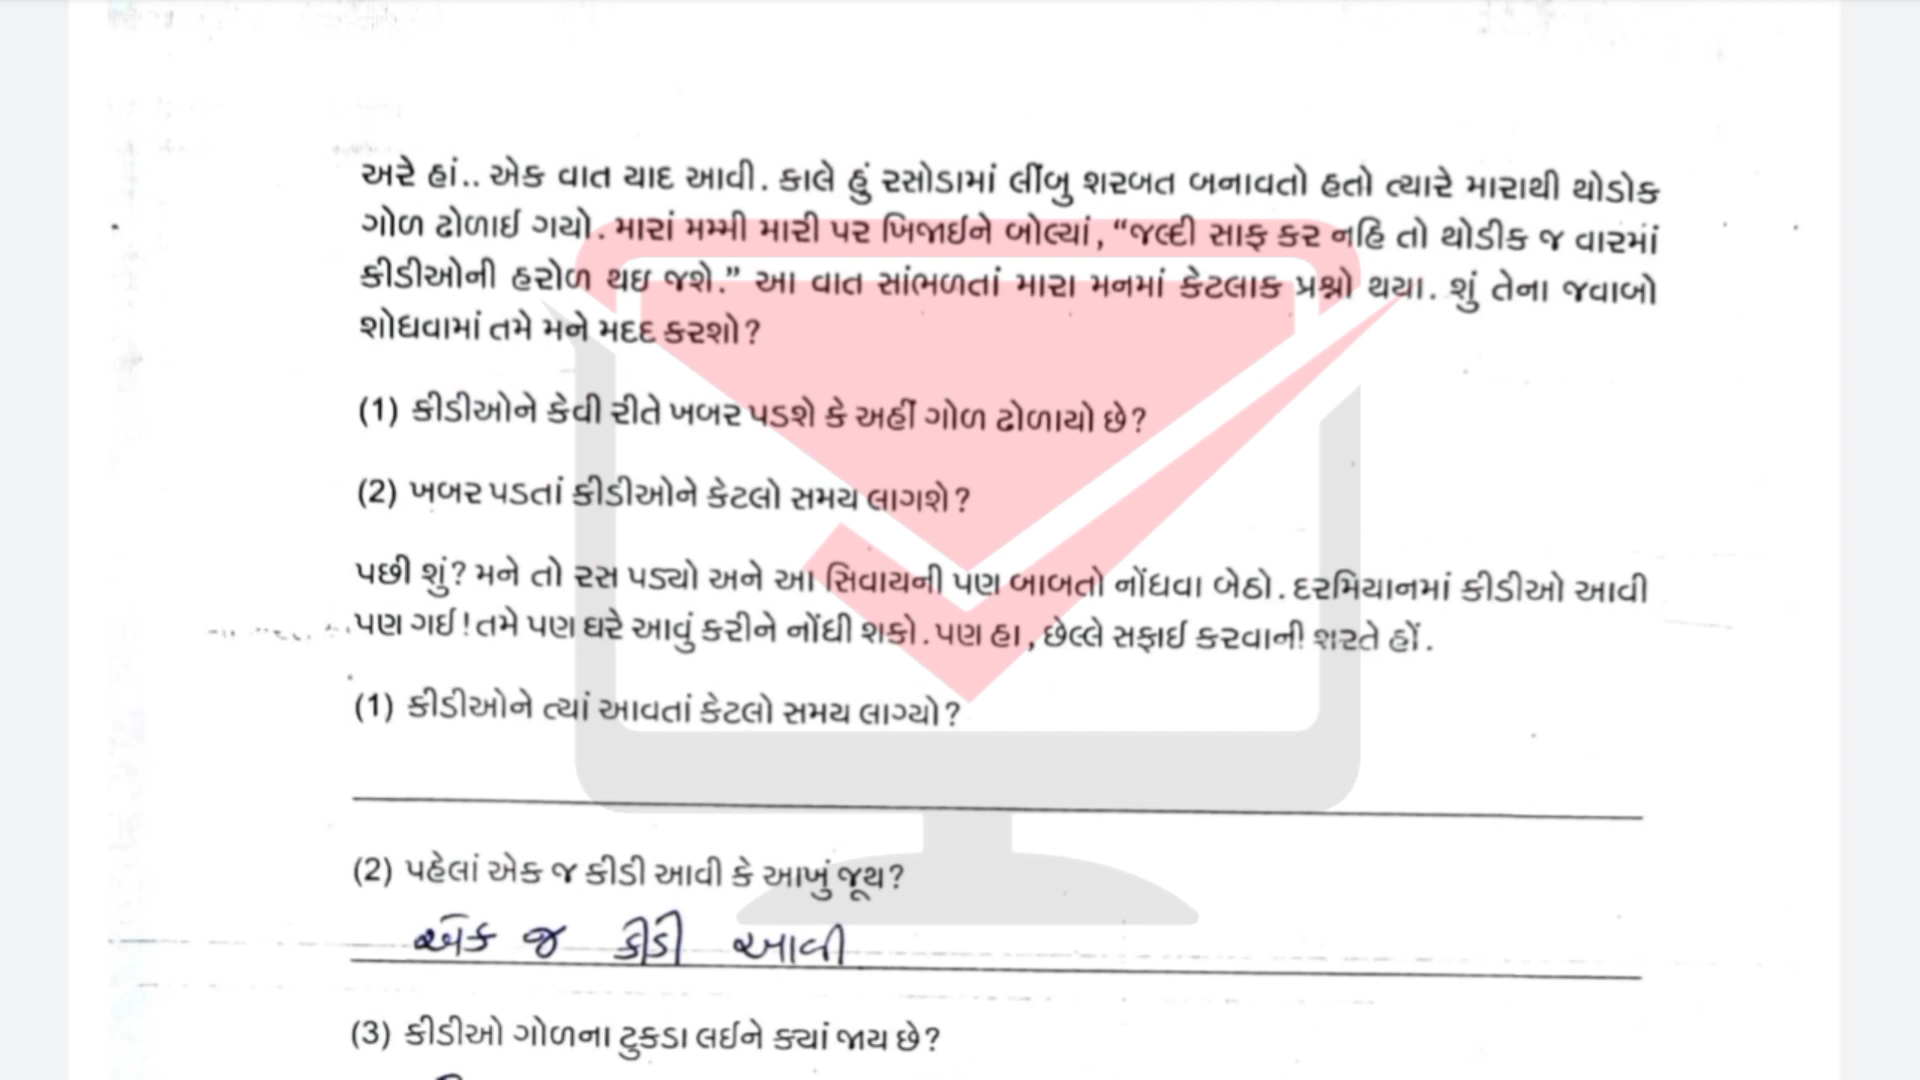 અરે હાં.. એક વાત યાદ આવી. કાલે હું રસોડામાં લીંબુ શરબત બનાવતો હતો ત્યારે મારાથી થોડોક
ગોળ ઢોળાઈ ગયો. મારાં મમ્મી મારી પર ખિજાઈને બોલ્યાં, “જલ્દી સાફ કર નહિ તો થોડીક જ વારમાં
કીડીઓની હરોળ થઇ જશે.” આ વાત સાંભળતાં મારા મનમાં કેટલાક પ્રશ્નો થયા. શું તેના જવાબો
શોધવામાં તમે મને મદદ કરશો?
(1) કીડીઓને કેવી રીતે ખબર પડશે કે અહીં ગોળ ઢોળાયો છે?
(2) ખબર પડતાં કીડીઓને કેટલો સમય લાગશે?
પછી શું? મને તો રસ પડ્યો અને આ સિવાયની પણ બાબતો નોંધવા બેઠો. દરમિયાનમાં કીડીઓ આવી
પણ ગઈ! તમે પણ ઘરે આવું કરીને નોંધી શકો. પણ હા, છેલ્લે સફાઈ કરવાની શરતે હોં.
(1) કીડીઓને ત્યાં આવતાં કેટલો સમય લાગ્યો?
(2) પહેલાં એક જ કીડી આવી કે આખું જૂથ?
એક જ કીડી આવી
(3) કીડીઓ ગોળના ટુકડા લઈને ક્યાં જાય છે?